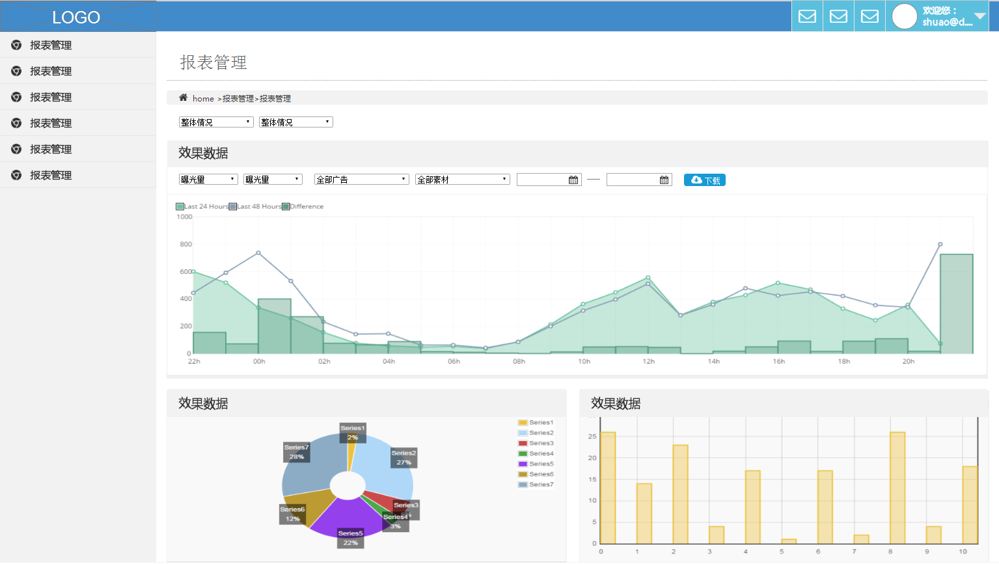 LOGO
欢迎您：
shuao@d....
报表管理
报表管理
报表管理
报表管理
报表管理
报表管理
报表管理
home >报表管理>报表管理
整体情况 整体情况
效果数据
曝光量 曝光量 全部广告 全部素材 下载
Last 24 Hours Last 48 Hours Difference
1000
800
600
400
200
0
22h 00h 02h 04h 06h 08h 10h 12h 14h 16h 18h 20h
效果数据
Series1
2%
Series2
27%
Series3
Series4
3%
Series5
22%
Series6
12%
Series7
28%
Series1
Series2
Series3
Series4
Series5
Series6
Series7
效果数据
25
20
15
10
5
0
0 1 2 3 4 5 6 7 8 9 10